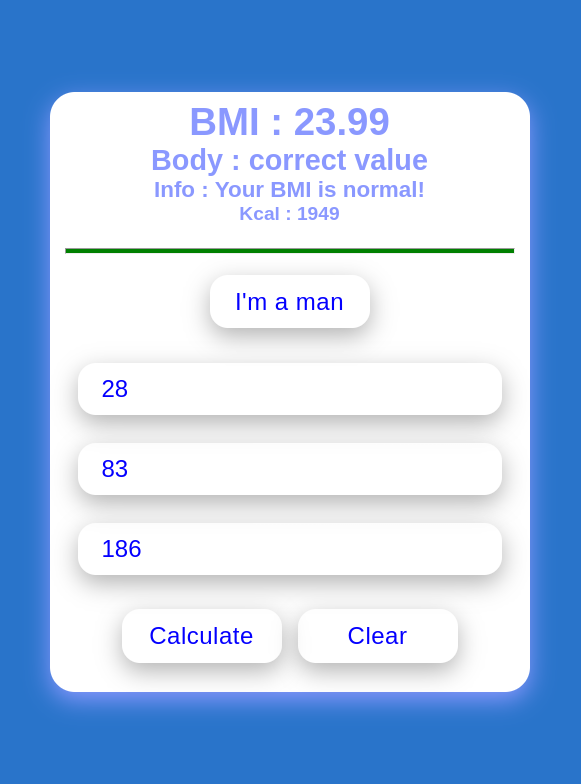 BMI : 23.99
Body : correct value
Info : Your BMI is normal!
Kcal : 1949
I'm a man
28
83
186
Calculate
Clear